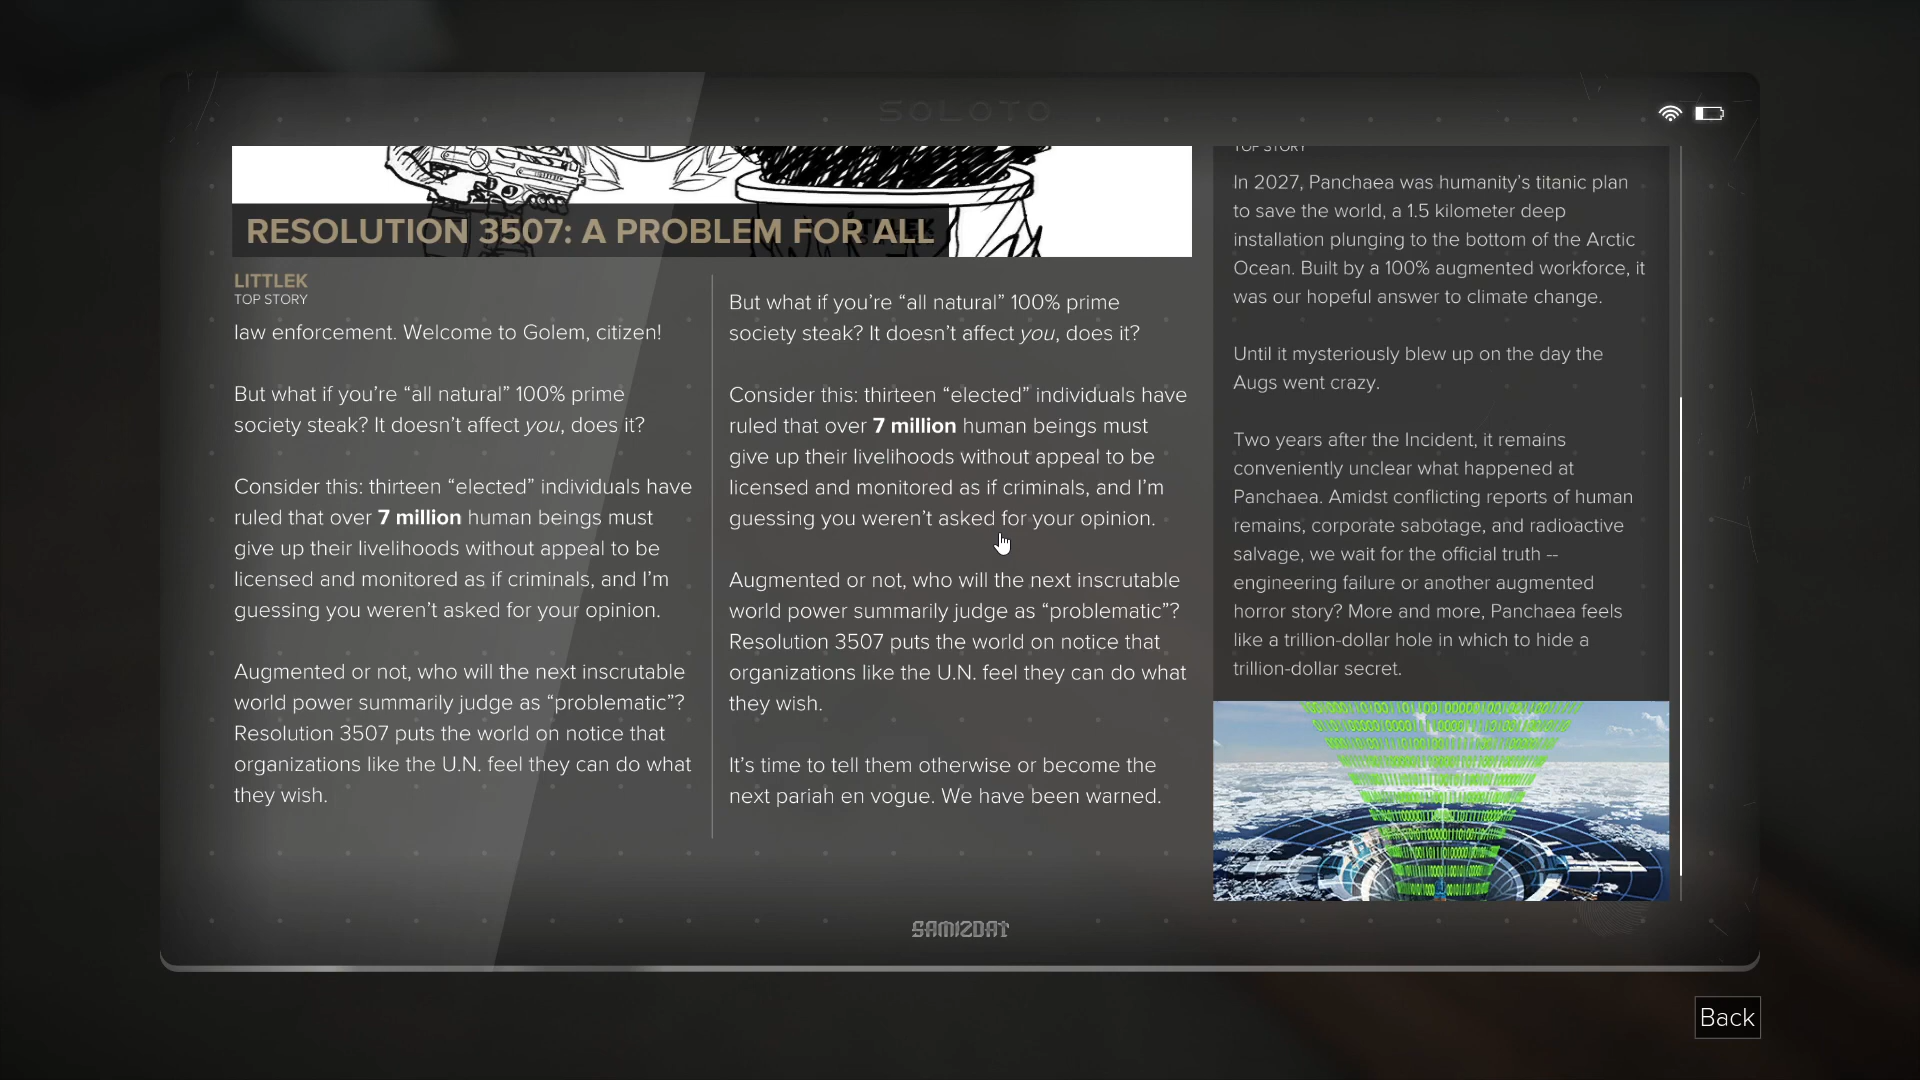 SOLOTO
RESOLUTION 3507: A PROBLEM FOR ALL
LITTLEK
TOP STORY
law enforcement. Welcome to Golem, citizen!
But what if you’re “all natural” 100% prime
society steak? It doesn’t affect you, does it?
Consider this: thirteen “elected” individuals have
ruled that over 7 million human beings must
give up their livelihoods without appeal to be
licensed and monitored as if criminals, and I’m
guessing you weren’t asked for your opinion.
Augmented or not, who will the next inscrutable
world power summarily judge as “problematic”?
Resolution 3507 puts the world on notice that
organizations like the U.N. feel they can do what
they wish.
But what if you’re “all natural” 100% prime
society steak? It doesn’t affect you, does it?
Consider this: thirteen “elected” individuals have
ruled that over 7 million human beings must
give up their livelihoods without appeal to be
licensed and monitored as if criminals, and I’m
guessing you weren’t asked for your opinion.
Augmented or not, who will the next inscrutable
world power summarily judge as “problematic”?
Resolution 3507 puts the world on notice that
organizations like the U.N. feel they can do what
they wish.
It’s time to tell them otherwise or become the
next pariah en vogue. We have been warned.
TOP STORY
In 2027, Panchaea was humanity’s titanic plan
to save the world, a 1.5 kilometer deep
installation plunging to the bottom of the Arctic
Ocean. Built by a 100% augmented workforce, it
was our hopeful answer to climate change.
Until it mysteriously blew up on the day the
Augs went crazy.
Two years after the Incident, it remains
conveniently unclear what happened at
Panchaea. Amidst conflicting reports of human
remains, corporate sabotage, and radioactive
salvage, we wait for the official truth --
engineering failure or another augmented
horror story? More and more, Panchaea feels
like a trillion-dollar hole in which to hide a
trillion-dollar secret.
SAMIZDAT
Back